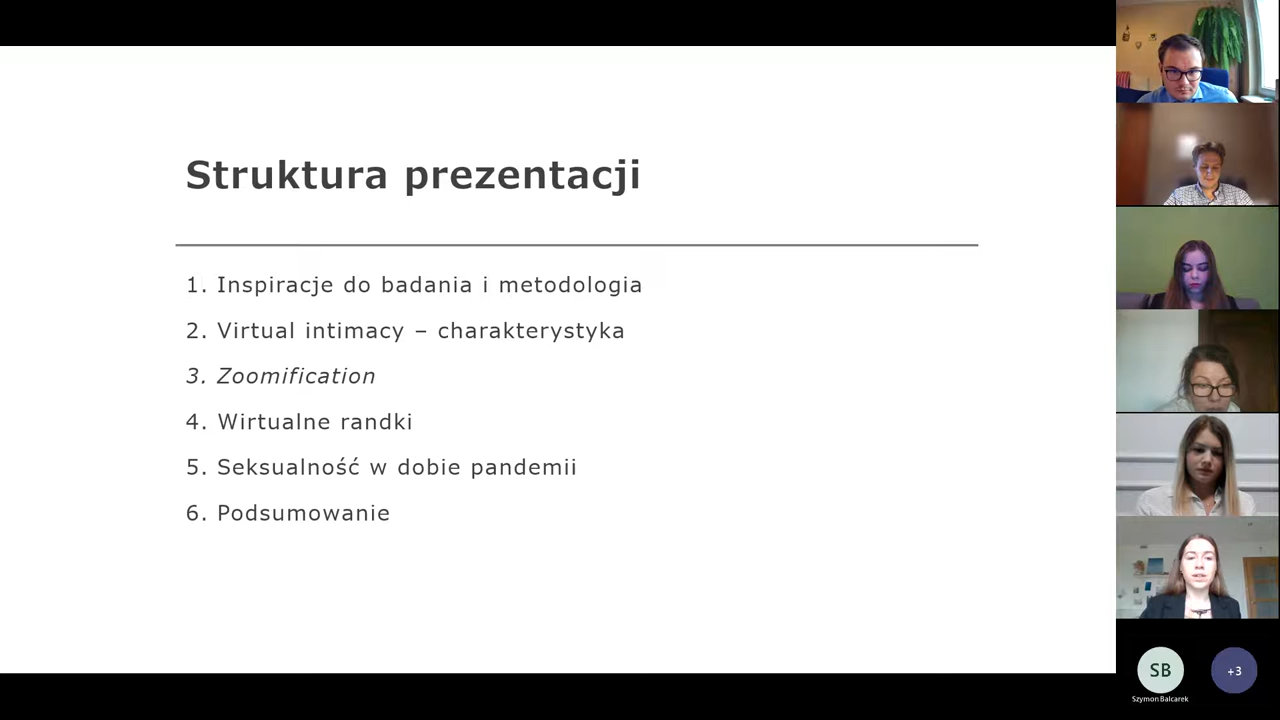 Struktura prezentacji
1. Inspiracje do badania i metodologia
2. Virtual intimacy – charakterystyka
3. Zoomification
4. Wirtualne randki
5. Seksualność w dobie pandemii
6. Podsumowanie
SB
+3
Szymon Balcarek